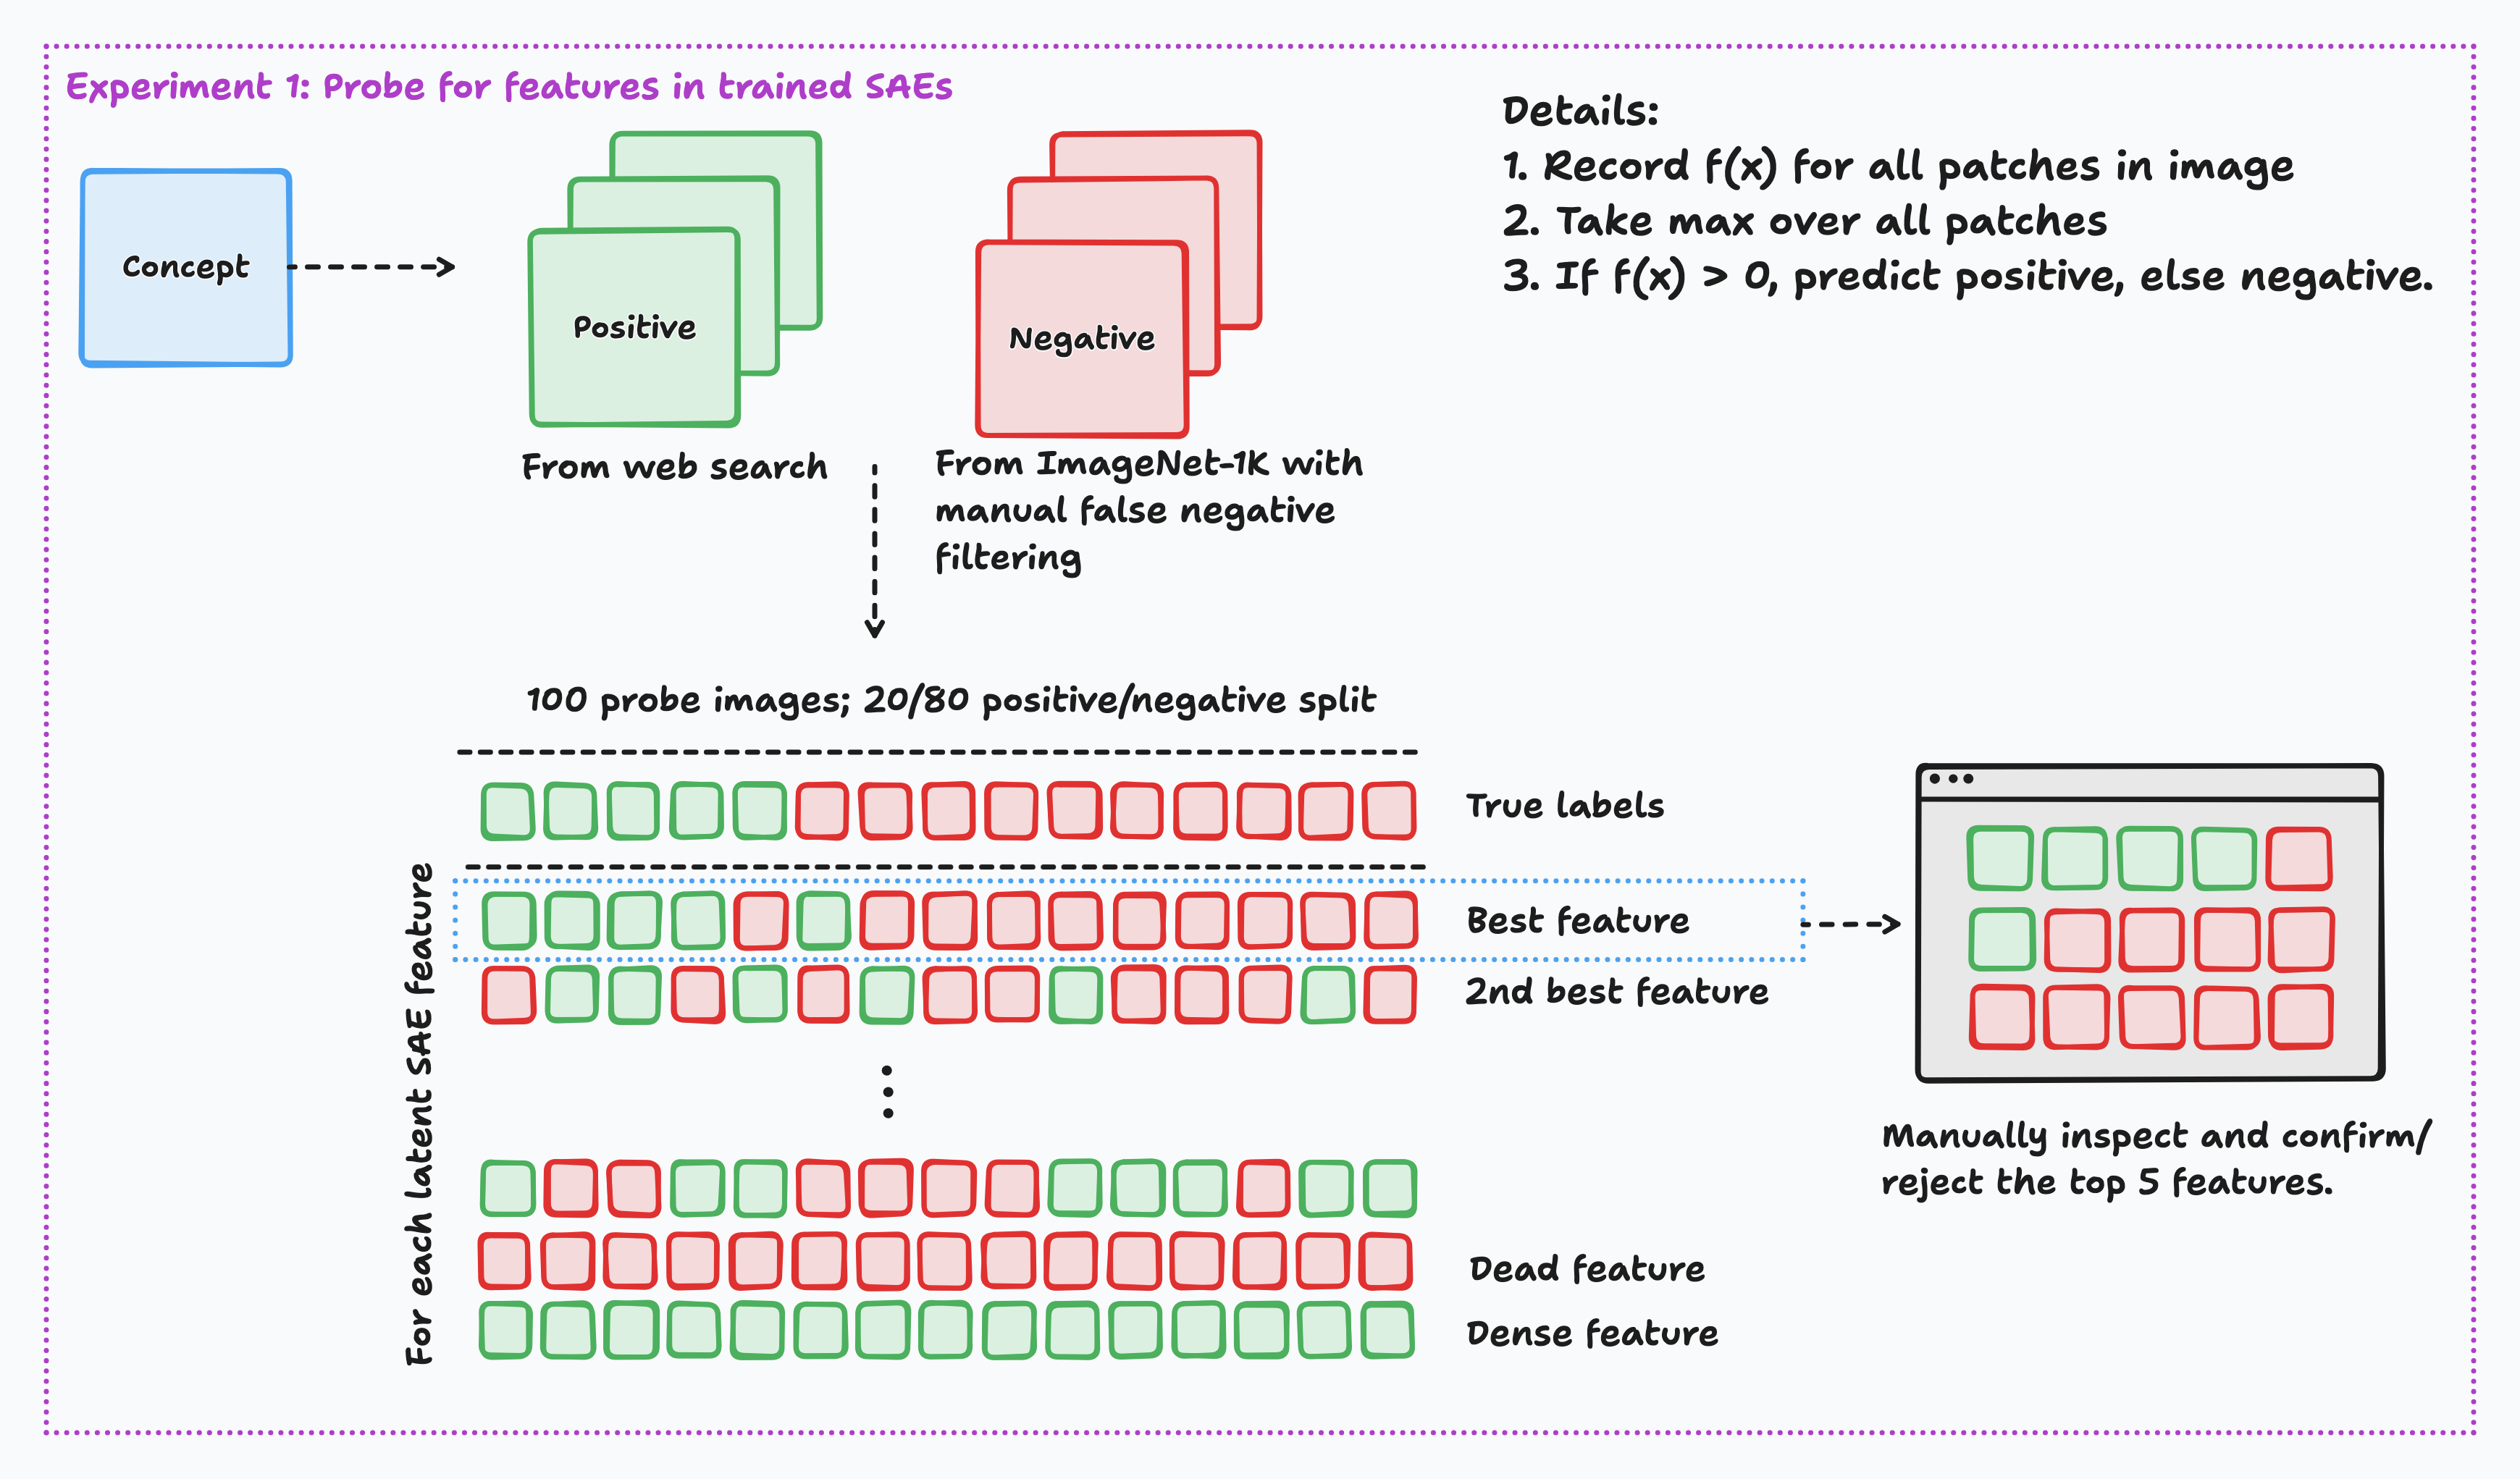 Experiment 1: Probe for features in trained SAEs
Details:
1. Record f(x) for all patches in image
2. Take max over all patches
3. If f(x) > 0, predict positive, else negative.
Concept
Positive
Negative
From web search
From ImageNet-1K with
manual false negative
filtering
100 probe images; 20/80 positive/negative split
For each latent SAE feature
True labels
Best feature
2nd best feature
Dead feature
Dense feature
Manually inspect and confirm/
reject the top 5 features.